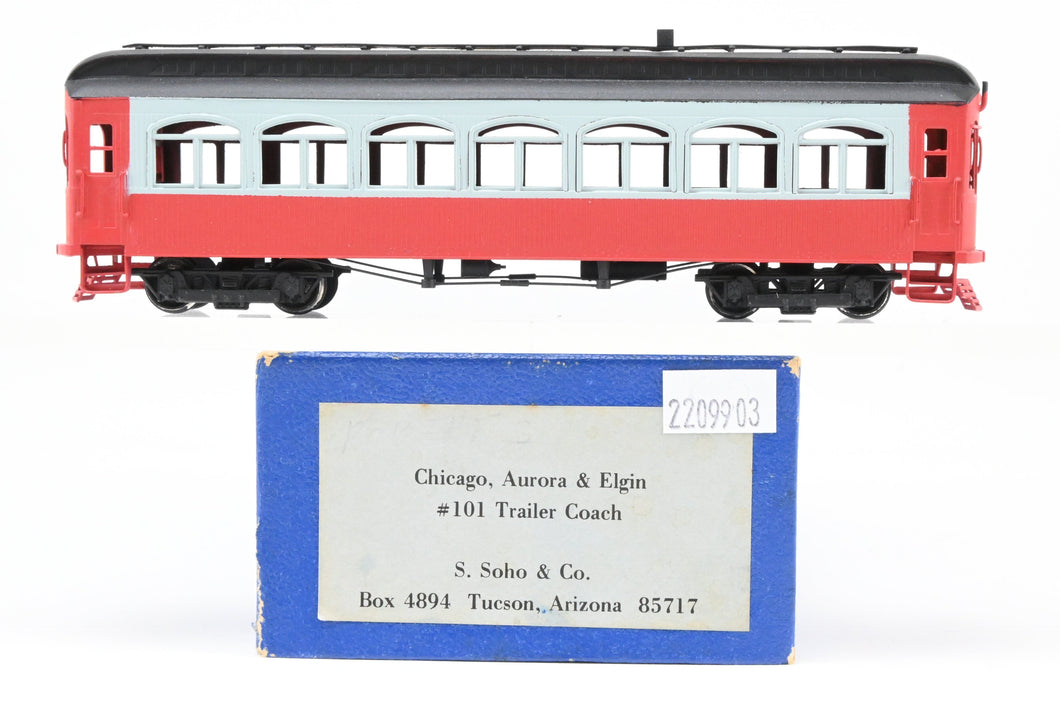 2209903
Chicago, Aurora & Elgin
#101 Trailer Coach
S. Soho & Co.
Box 4894 Tucson, Arizona 85717